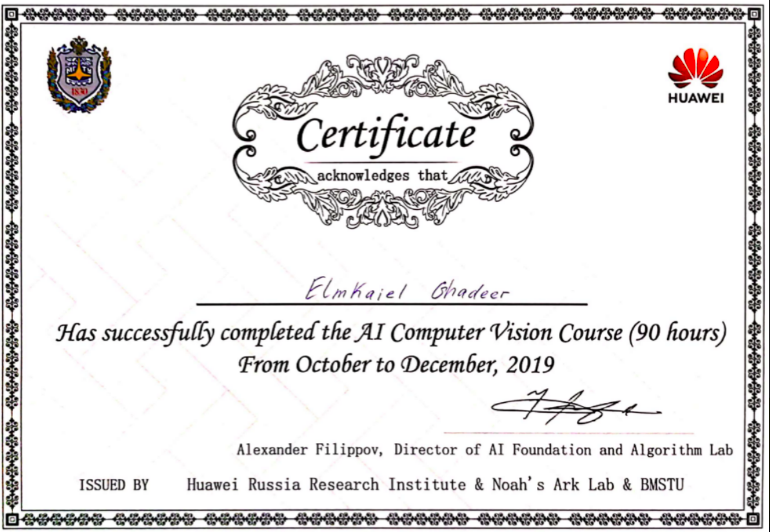 1830
HUAWEI
Certificate
acknowledges that
Elmkaiel Ghadeer
Has successfully completed the AI Computer Vision Course (90 hours)
From October to December, 2019
Alexander Filippov, Director of AI Foundation and Algorithm Lab
ISSUED BY Huawei Russia Research Institute & Noah's Ark Lab & BMSTU